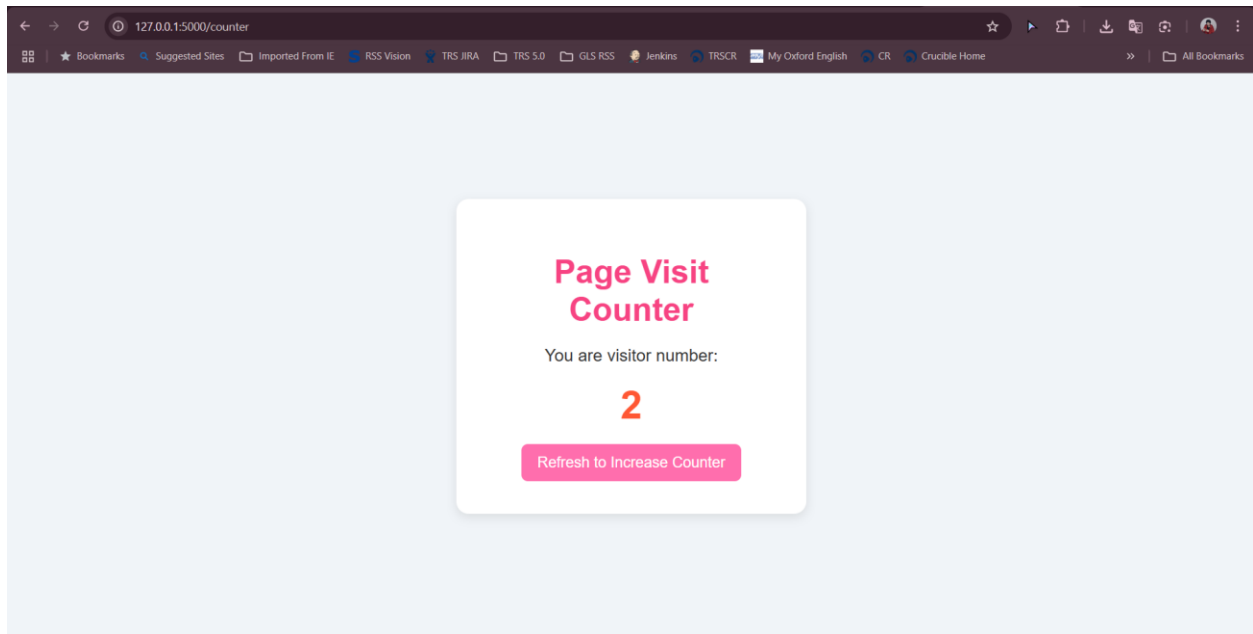 127.0.0.1:5000/counter
Bookmarks Suggested Sites Imported From IE RSS Vision TRS JIRA TRS 5.0 GLS RSS Jenkins TRSCR My Oxford English CR Crucible Home » All Bookmarks
Page Visit
Counter
You are visitor number:
2
Refresh to Increase Counter